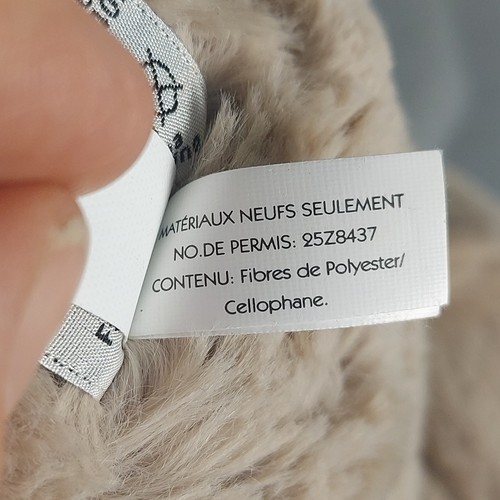 MATÉRIAUX NEUFS SEULEMENT
NO.DE PERMIS: 25Z8437
CONTENU: Fibres de Polyester/
Cellophane.